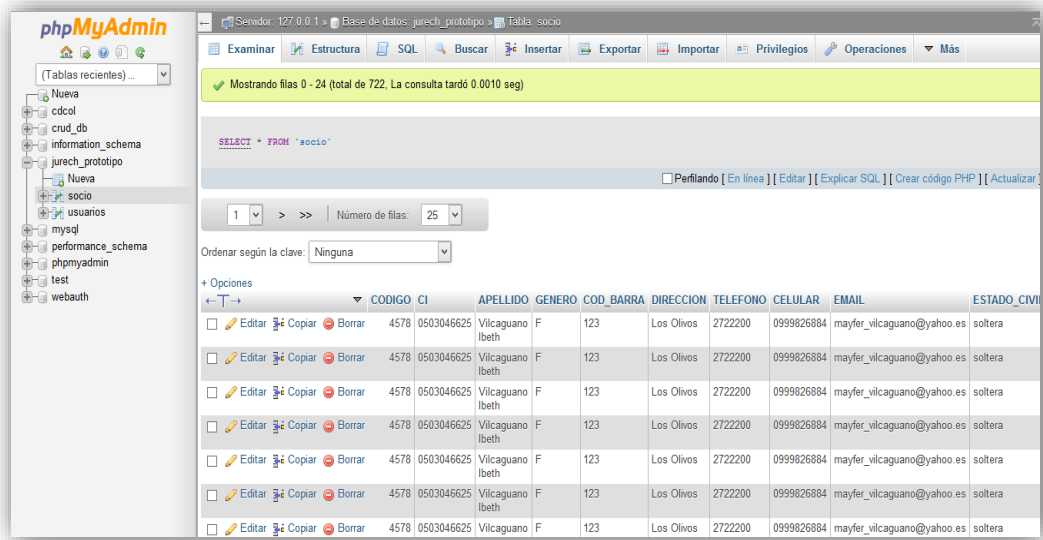 phpMyAdmin
(Tablas recientes) ...
Nueva
cdcol
crud_db
information_schema
jurech_prototipo
Nueva
socio
usuarios
mysql
performance_schema
phpmyadmin
test
webauth
Servidor: 127.0.0.1 » Base de datos: jurech_prototipo » Tabla: socio
Examinar Estructura SQL Buscar Insertar Exportar Importar Privilegios Operaciones Más
Mostrando filas 0 - 24 (total de 722, La consulta tardó 0.0010 seg)
SELECT * FROM `socio`
Perfilando [ En línea ] [ Editar ] [ Explicar SQL ] [ Crear código PHP ] [ Actualizar ]
1 > >> Número de filas: 25
Ordenar según la clave: Ninguna
+ Opciones
←T→ CODIGO CI APELLIDO GENERO COD_BARRA DIRECCION TELEFONO CELULAR EMAIL ESTADO_CIVI
Editar Copiar Borrar 4578 0503046625 Vilcaguano F 123 Los Olivos 2722200 0999826884 mayfer_vilcaguano@yahoo.es soltera
Ibeth
Editar Copiar Borrar 4578 0503046625 Vilcaguano F 123 Los Olivos 2722200 0999826884 mayfer_vilcaguano@yahoo.es soltera
Ibeth
Editar Copiar Borrar 4578 0503046625 Vilcaguano F 123 Los Olivos 2722200 0999826884 mayfer_vilcaguano@yahoo.es soltera
Ibeth
Editar Copiar Borrar 4578 0503046625 Vilcaguano F 123 Los Olivos 2722200 0999826884 mayfer_vilcaguano@yahoo.es soltera
Ibeth
Editar Copiar Borrar 4578 0503046625 Vilcaguano F 123 Los Olivos 2722200 0999826884 mayfer_vilcaguano@yahoo.es soltera
Ibeth
Editar Copiar Borrar 4578 0503046625 Vilcaguano F 123 Los Olivos 2722200 0999826884 mayfer_vilcaguano@yahoo.es soltera
Ibeth
Editar Copiar Borrar 4578 0503046625 Vilcaguano F 123 Los Olivos 2722200 0999826884 mayfer_vilcaguano@yahoo.es soltera